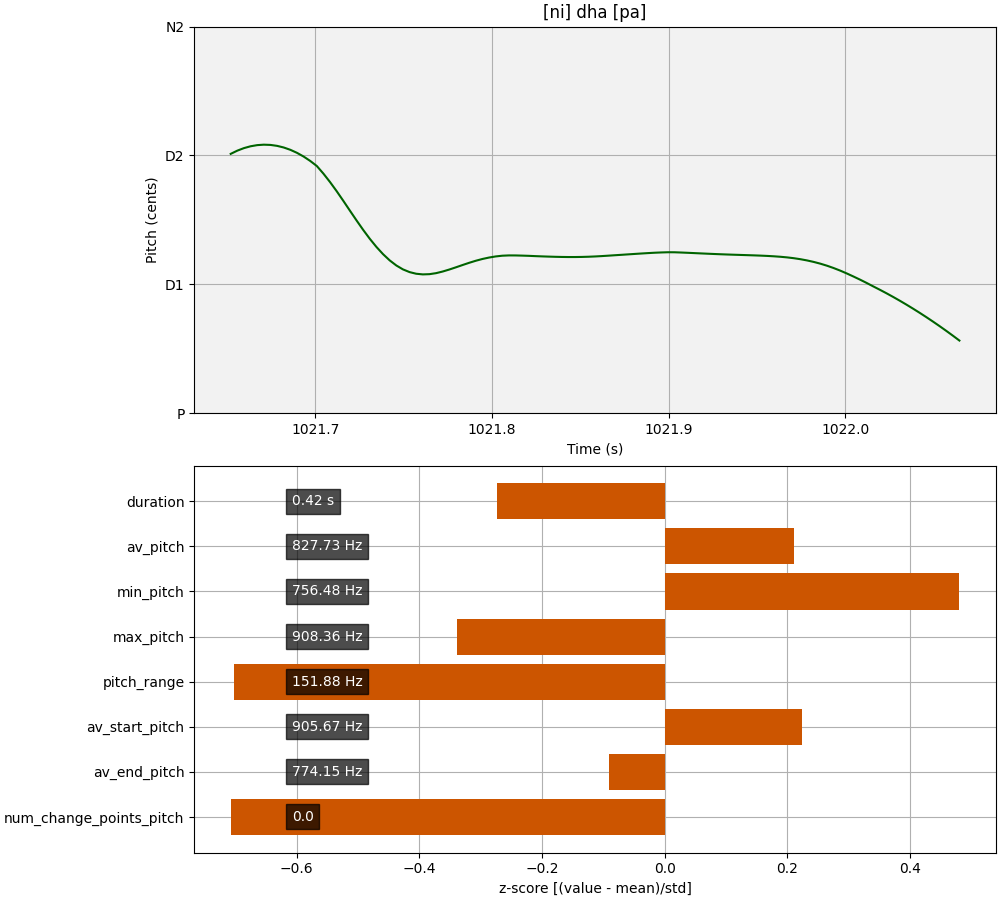 [ni] dha [pa]
N2
D2
D1
P
Pitch (cents)
1021.7 1021.8 1021.9 1022.0
Time (s)
duration 0.42 s
av_pitch 827.73 Hz
min_pitch 756.48 Hz
max_pitch 908.36 Hz
pitch_range 151.88 Hz
av_start_pitch 905.67 Hz
av_end_pitch 774.15 Hz
num_change_points_pitch 0.0
−0.6 −0.4 −0.2 0.0 0.2 0.4
z-score [(value - mean)/std]